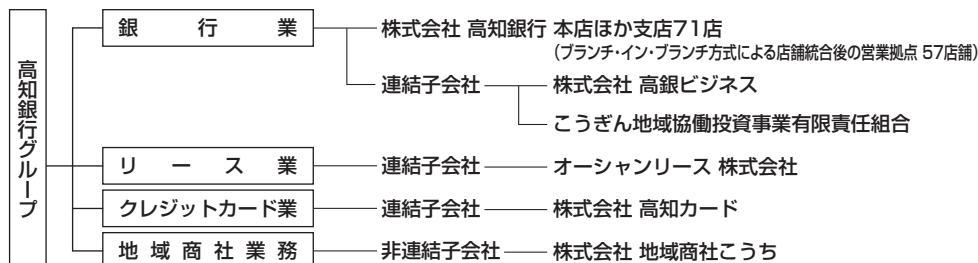 高知銀行グループ
銀行業
株式会社 高知銀行 本店ほか支店71店
(ブランチ・イン・ブランチ方式による店舗統合後の営業拠点 57店舗)
連結子会社
株式会社 高銀ビジネス
こうぎん地域協働投資事業有限責任組合
リース業
連結子会社
オーシャンリース 株式会社
クレジットカード業
連結子会社
株式会社 高知カード
地域商社業務
非連結子会社
株式会社 地域商社こうち